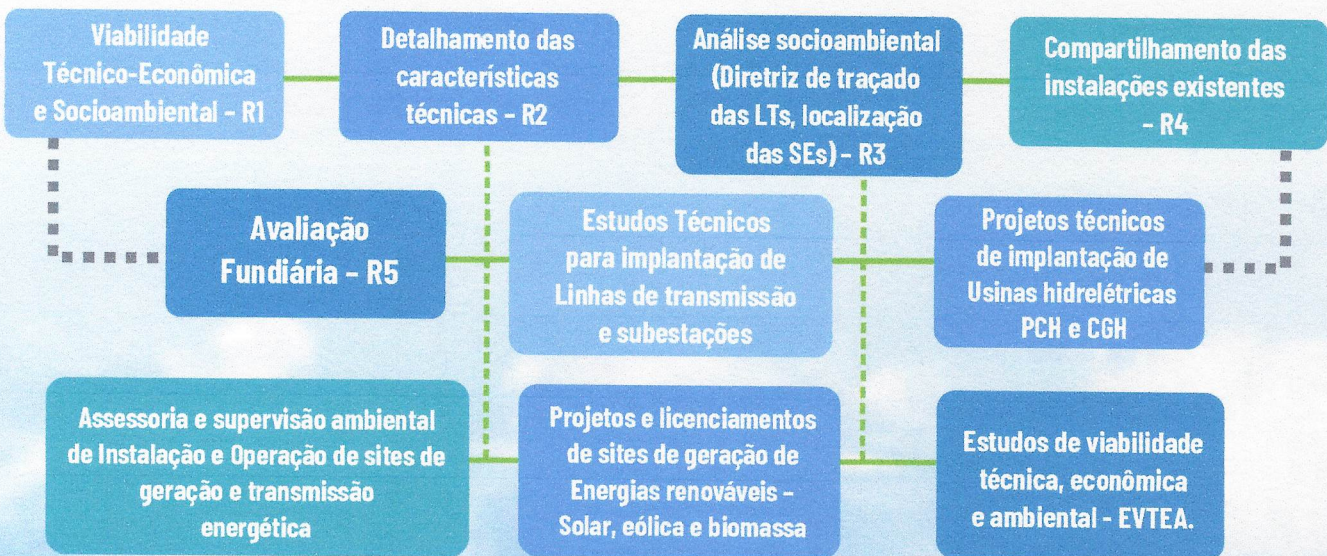 Viabilidade
Técnico-Econômica
e Socioambiental - R1
Detalhamento das
características
técnicas - R2
Análise socioambiental
(Diretriz de traçado
das LTs, localização
das SEs) - R3
Compartilhamento das
instalações existentes
- R4
Avaliação
Fundiária - R5
Estudos Técnicos
para implantação de
Linhas de transmissão
e subestações
Projetos técnicos
de implantação de
Usinas hidrelétricas
PCH e CGH
Assessoria e supervisão ambiental
de Instalação e Operação de sites de
geração e transmissão
energética
Projetos e licenciamentos
de sites de geração de
Energias renováveis -
Solar, eólica e biomassa
Estudos de viabilidade
técnica, econômica
e ambiental - EVTEA.